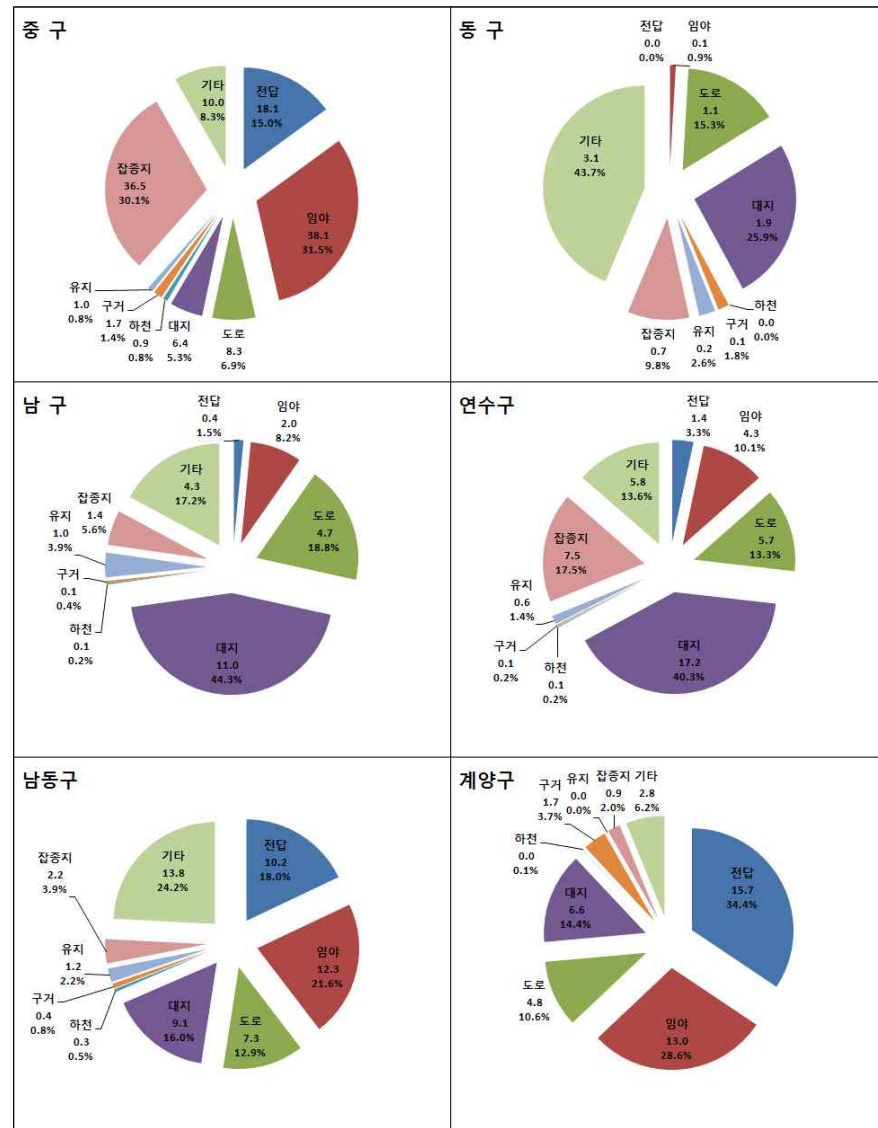 중 구
전답
18.1
15.0%
임야
38.1
31.5%
도로
8.3
6.9%
대지
6.4
5.3%
하천
0.9
0.8%
구거
1.7
1.4%
유지
1.0
0.8%
잡종지
36.5
30.1%
기타
10.0
8.3%
동 구
전답
0.0
0.0%
임야
0.1
0.9%
도로
1.1
15.3%
대지
1.9
25.9%
하천
0.0
0.0%
구거
0.1
1.8%
유지
0.2
2.6%
잡종지
0.7
9.8%
기타
3.1
43.7%
남 구
전답
0.4
1.5%
임야
2.0
8.2%
도로
4.7
18.8%
대지
11.0
44.3%
하천
0.1
0.2%
구거
0.1
0.4%
유지
1.0
3.9%
잡종지
1.4
5.6%
기타
4.3
17.2%
연수구
전답
1.4
3.3%
임야
4.3
10.1%
도로
5.7
13.3%
대지
17.2
40.3%
하천
0.1
0.2%
구거
0.1
0.2%
유지
0.6
1.4%
잡종지
7.5
17.5%
기타
5.8
13.6%
남동구
전답
10.2
18.0%
임야
12.3
21.6%
도로
7.3
12.9%
대지
9.1
16.0%
하천
0.3
0.5%
구거
0.4
0.8%
유지
1.2
2.2%
잡종지
2.2
3.9%
기타
13.8
24.2%
계양구
전답
15.7
34.4%
임야
13.0
28.6%
도로
4.8
10.6%
대지
6.6
14.4%
하천
0.0
0.1%
구거
1.7
3.7%
유지
0.0
0.0%
잡종지
0.9
2.0%
기타
2.8
6.2%